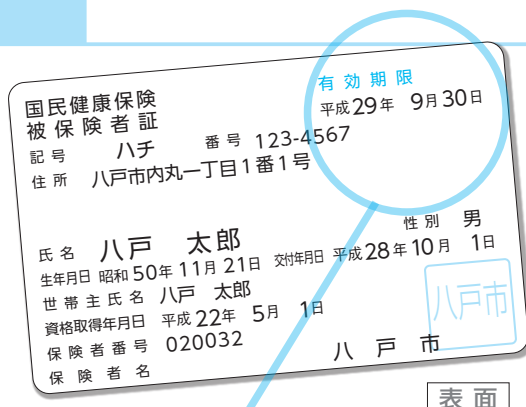 有効期限
平成29年 9月30日
国民健康保険
被保険者証
記号 ハチ 番号 123-4567
住所 八戸市内丸一丁目1番1号
氏名 八戸 太郎 性別 男
生年月日 昭和50年11月21日 交付年月日 平成28年10月 1日
世帯主氏名 八戸 太郎
資格取得年月日 平成22年 5月 1日
保険者番号 020032
保険者名 八戸市
八戸市
表面